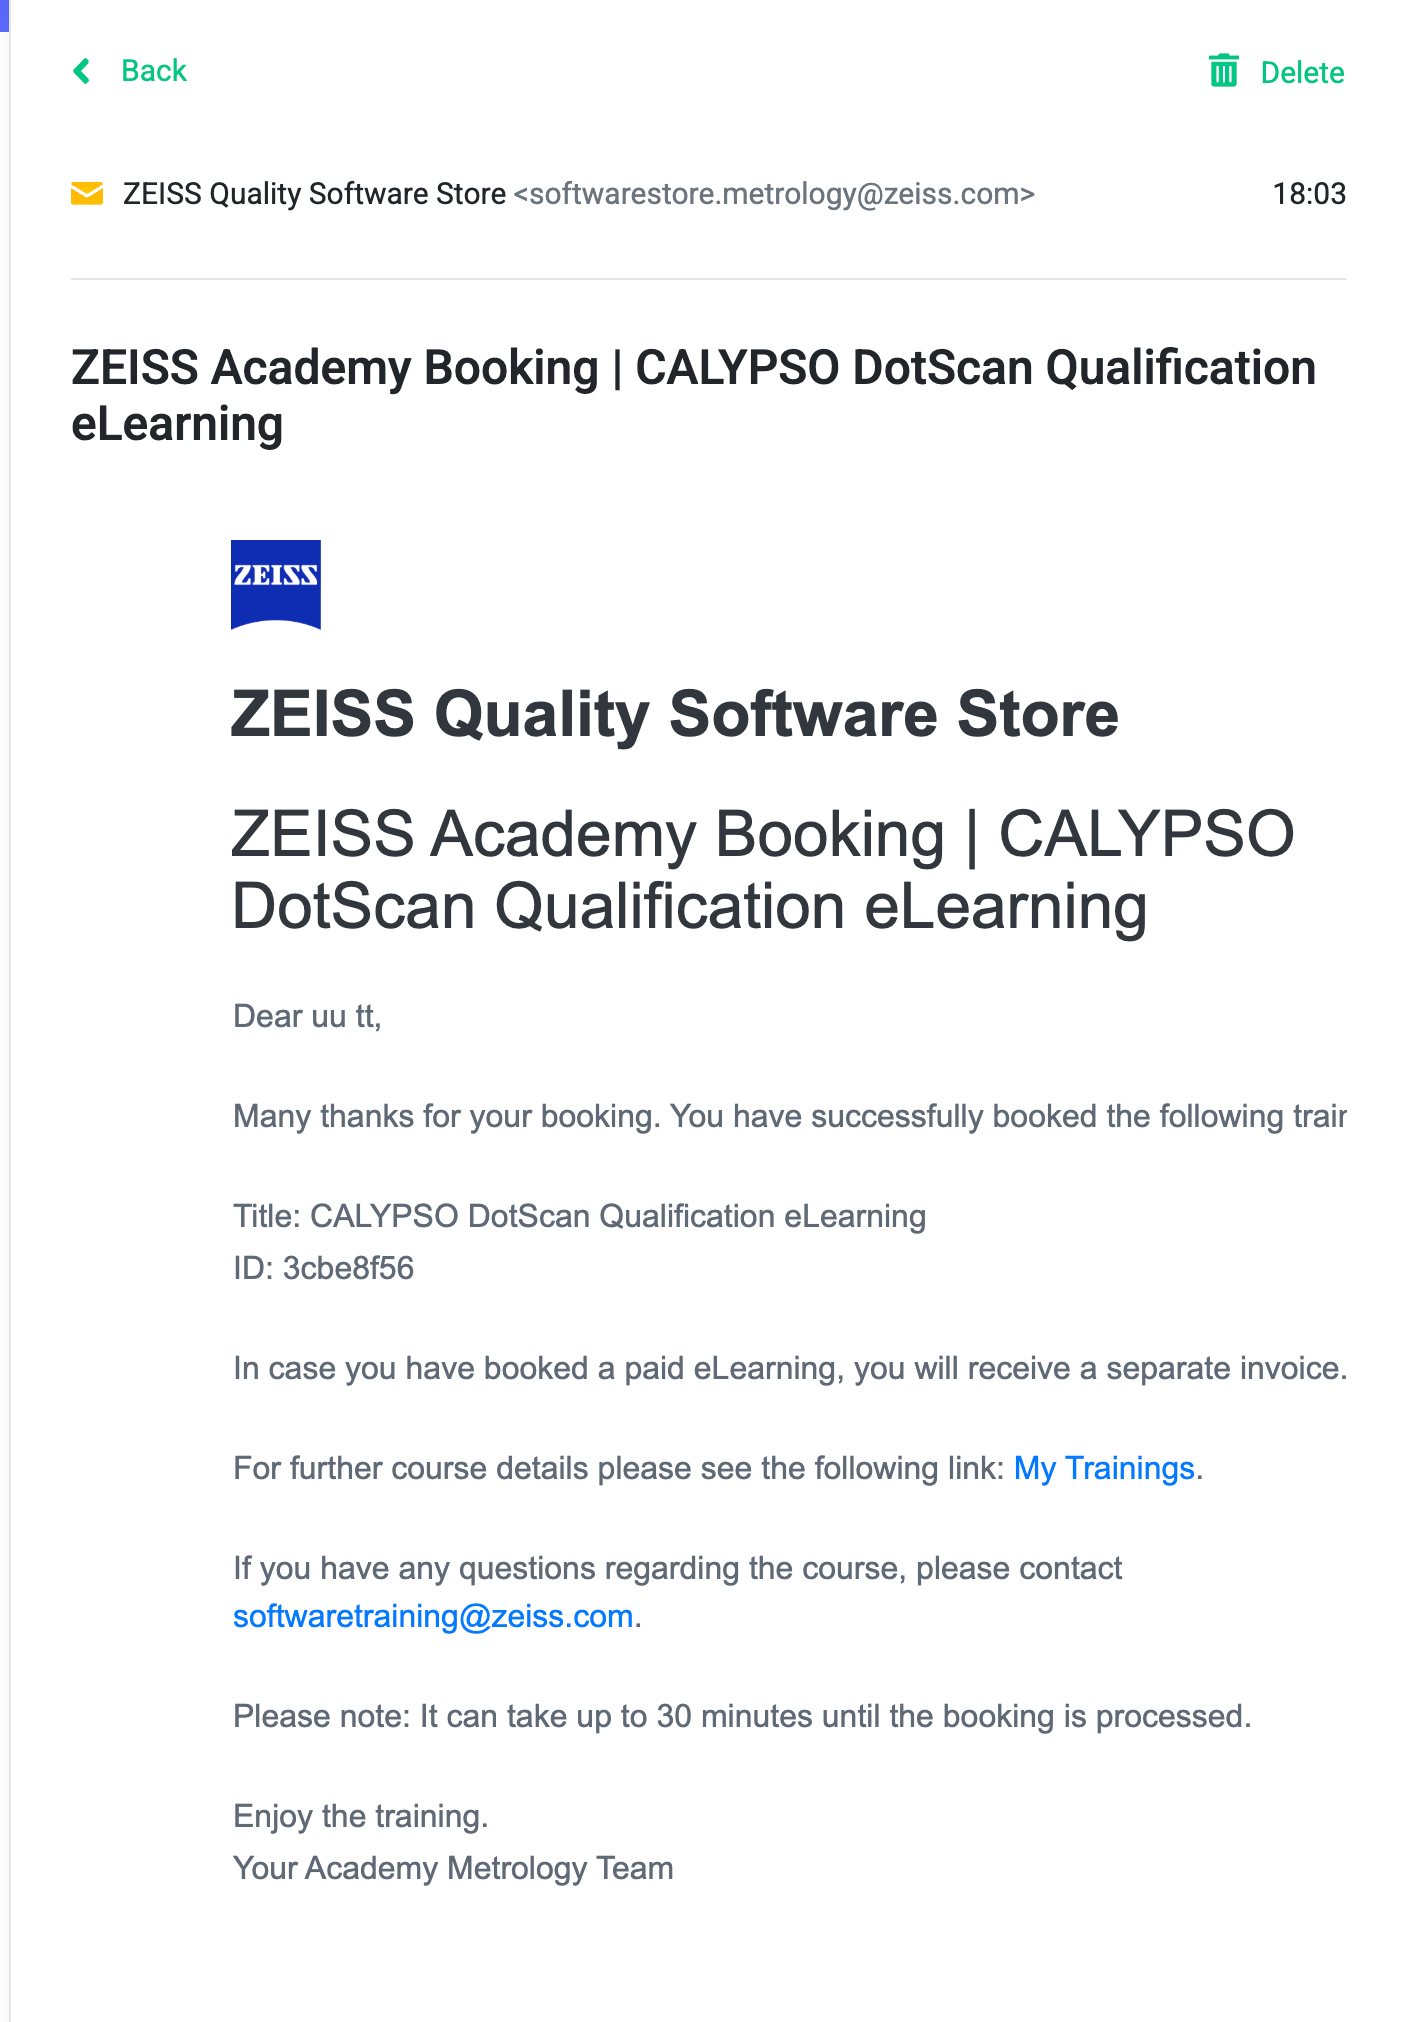 Back
Delete
ZEISS Quality Software Store <softwarestore.metrology@zeiss.com> 18:03
ZEISS Academy Booking | CALYPSO DotScan Qualification
eLearning
ZEISS
ZEISS Quality Software Store
ZEISS Academy Booking | CALYPSO
DotScan Qualification eLearning
Dear uu tt,
Many thanks for your booking. You have successfully booked the following
Title: CALYPSO DotScan Qualification eLearning
ID: 3cbe8f56
In case you have booked a paid eLearning, you will receive a separate invoice.
For further course details please see the following link: My Trainings.
If you have any questions regarding the course, please contact
softwaretraining@zeiss.com.
Please note: It can take up to 30 minutes until the booking is processed.
Enjoy the training.
Your Academy Metrology Team